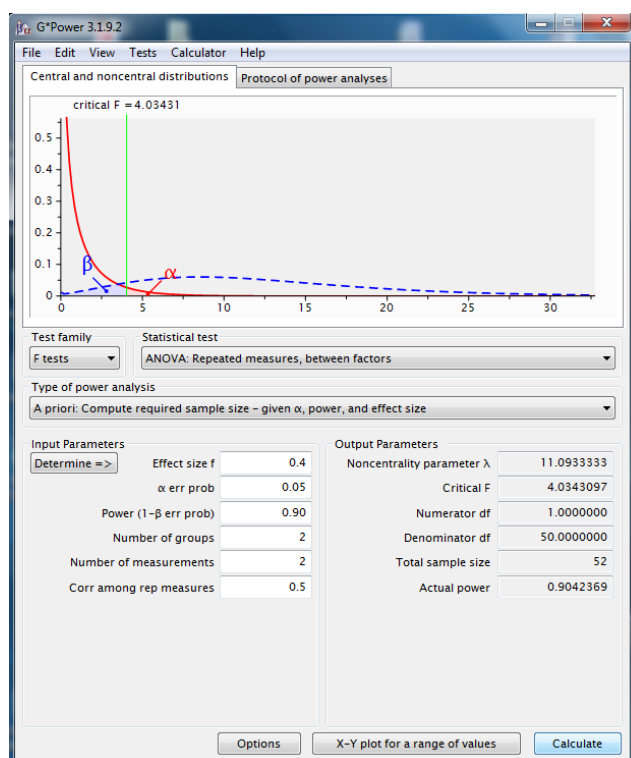 G*Power 3.1.9.2
File Edit View Tests Calculator Help
Central and noncentral distributions Protocol of power analyses
critical F = 4.03431
0.5
0.4
0.3
0.2
0.1
0
β
α
0 5 10 15 20 25 30
Test family Statistical test
F tests ANOVA: Repeated measures, between factors
Type of power analysis
A priori: Compute required sample size - given α, power, and effect size
Input Parameters Output Parameters
Determine => Effect size f 0.4 Noncentrality parameter λ 11.0933333
α err prob 0.05 Critical F 4.0343097
Power (1-β err prob) 0.90 Numerator df 1.0000000
Number of groups 2 Denominator df 50.0000000
Number of measurements 2 Total sample size 52
Corr among rep measures 0.5 Actual power 0.9042369
Options X-Y plot for a range of values Calculate